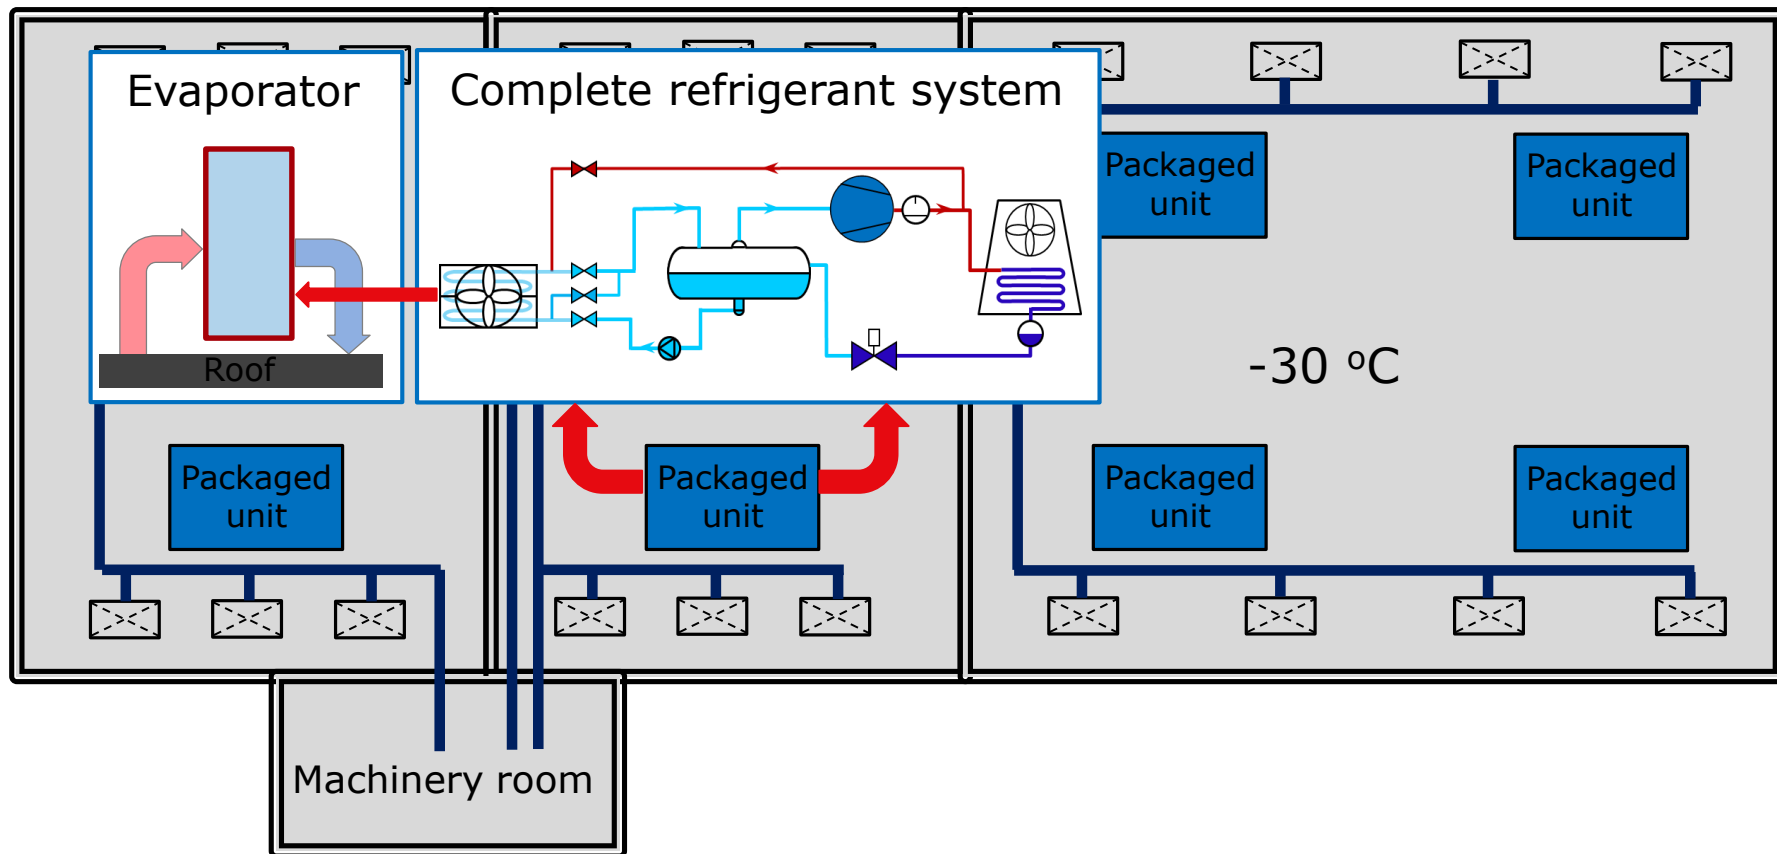 Evaporator
Complete refrigerant system
Packaged
unit
Packaged
unit
Roof
-30 °C
Packaged
unit
Packaged
unit
Packaged
unit
Packaged
unit
Machinery room